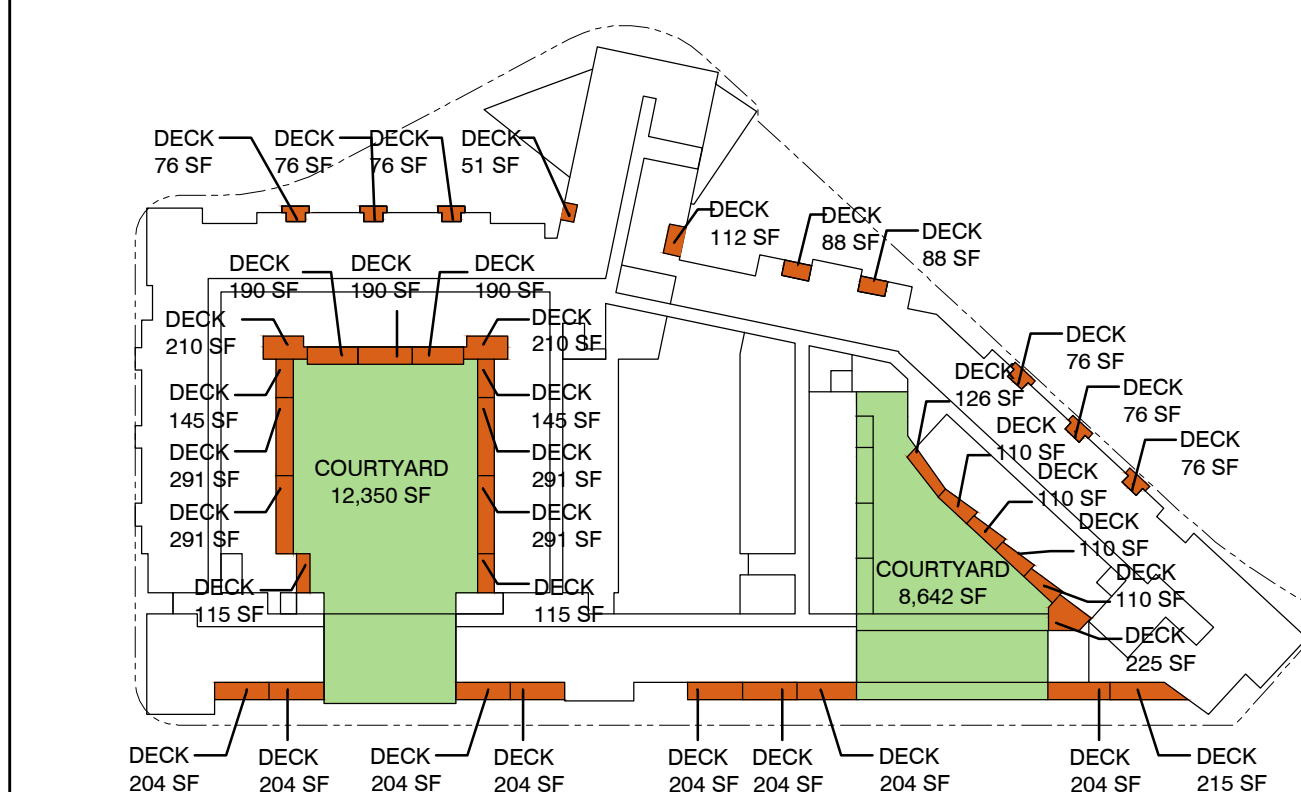 DECK
76 SF
DECK
76 SF
DECK
76 SF
DECK
51 SF
DECK
112 SF
DECK
88 SF
DECK
88 SF
DECK
190 SF
DECK
190 SF
DECK
190 SF
DECK
210 SF
DECK
210 SF
DECK
145 SF
DECK
145 SF
DECK
291 SF
DECK
291 SF
COURTYARD
12,350 SF
DECK
291 SF
DECK
291 SF
DECK
115 SF
DECK
115 SF
DECK
76 SF
DECK
126 SF
DECK
76 SF
DECK
110 SF
DECK
76 SF
DECK
110 SF
DECK
110 SF
COURTYARD
8,642 SF
DECK
110 SF
DECK
225 SF
DECK
204 SF
DECK
204 SF
DECK
204 SF
DECK
204 SF
DECK
204 SF
DECK
204 SF
DECK
204 SF
DECK
204 SF
DECK
215 SF